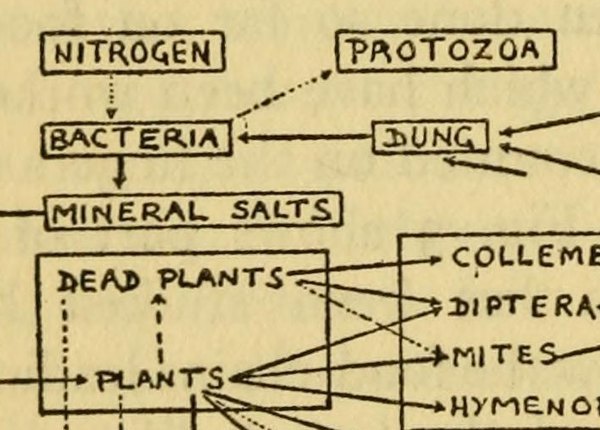 NITROGEN
PROTOZOA
BACTERIA
DUNG
MINERAL SALTS
DEAD PLANTS
COLLEME
DIPTERA
MITES
PLANTS
HYMENO